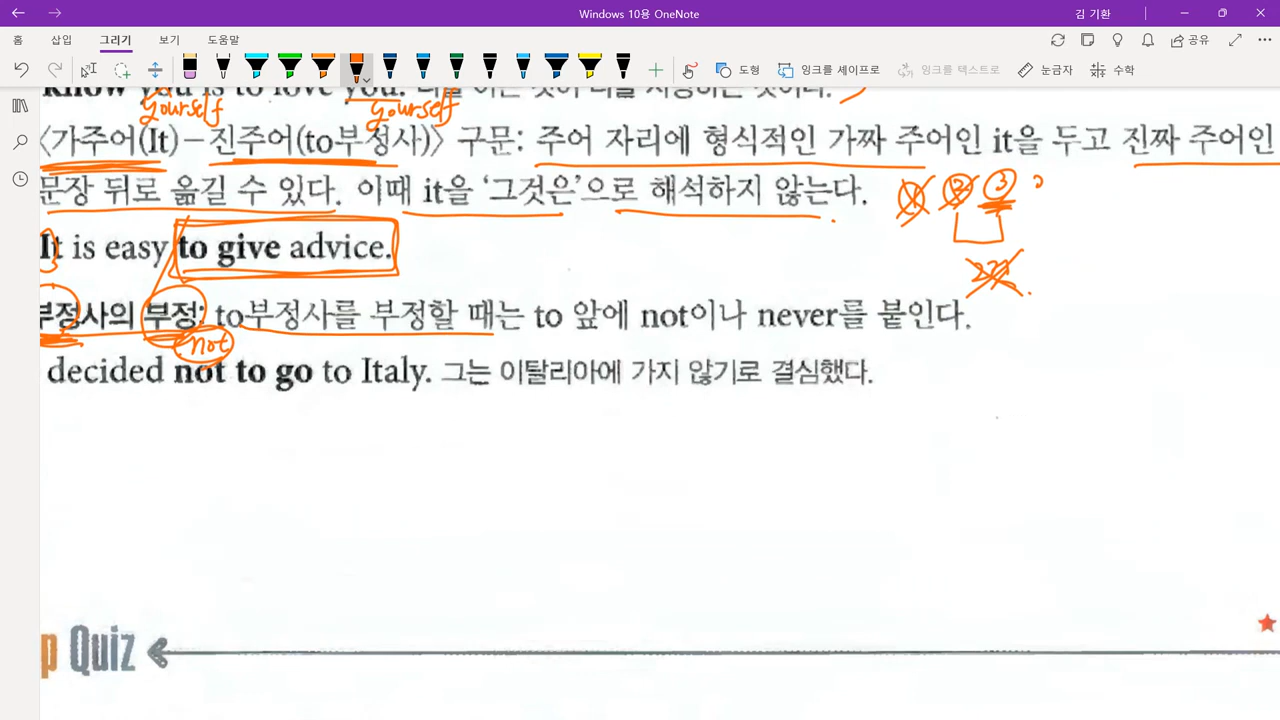 Windows 10용 OneNote
김 기환
홈 삽입 그리기 보기 도움말
공유
도형 잉크를 셰이프로 잉크를 텍스트로 눈금자 수학
Know you is to love you.
yourself yourself
〈가주어(It)－진주어(to부정사)〉 구문: 주어 자리에 형식적인 가짜 주어인 it을 두고 진짜 주어인
문장 뒤로 옮길 수 있다. 이때 it을 ‘그것은’으로 해석하지 않는다.
1 2 3
It is easy to give advice.
부정사의 부정: to부정사를 부정할 때는 to 앞에 not이나 never를 붙인다.
not
decided not to go to Italy. 그는 이탈리아에 가지 않기로 결심했다.
p Quiz